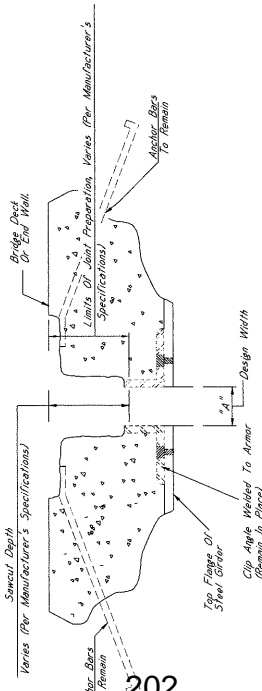 Sawcut Depth
Varies (Per Manufacturer's Specifications)
Bridge Deck
Or End Wall.
Limits Of Joint Preparation, Varies (Per Manufacturer's
Specifications)
Anchor Bars
To Remain
Bars
Remain
Top Flange Of
Steel Girder
Clip Angle Welded To Armor
(Remain In Place)
"A"
Design Width
202